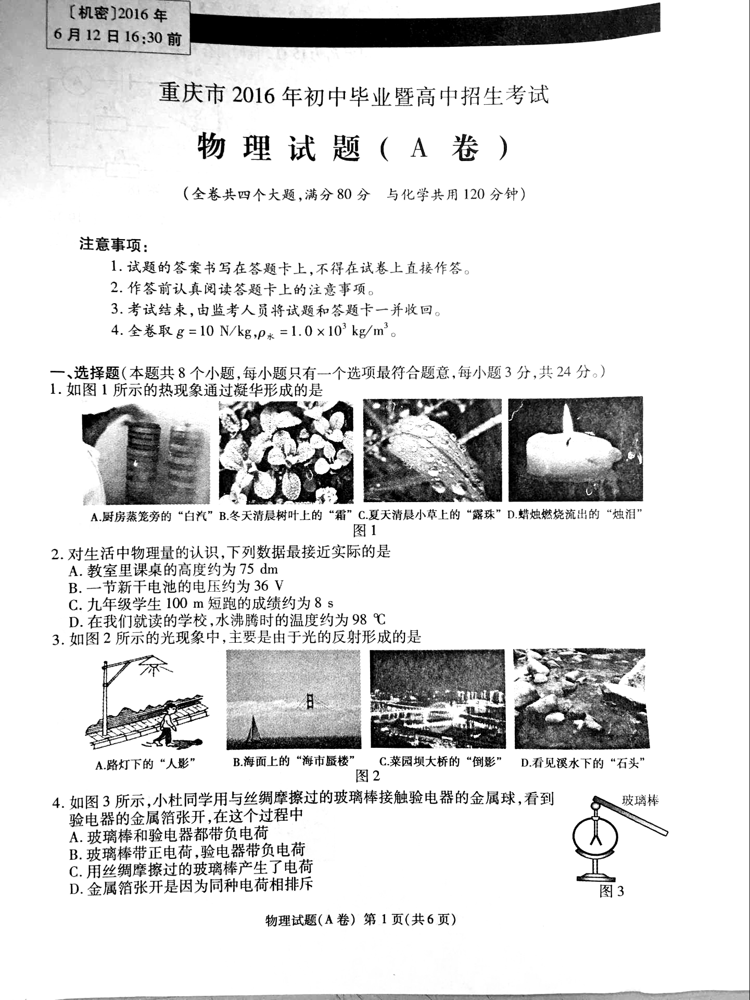 〔机密〕2016 年
6 月 12 日 16:30 前
重庆市 2016 年初中毕业暨高中招生考试
物 理 试 题 ( A 卷 )
(全卷共四个大题,满分 80 分 与化学共用 120 分钟)
注意事项:
1. 试题的答案书写在答题卡上,不得在试卷上直接作答。
2. 作答前认真阅读答题卡上的注意事项。
3. 考试结束,由监考人员将试题和答题卡一并收回。
4. 全卷取 g = 10 N/kg,ρ水 = 1.0 × 10³ kg/m³。
一、选择题(本题共 8 个小题,每小题只有一个选项最符合题意,每小题 3 分,共 24 分。)
1. 如图 1 所示的热现象通过凝华形成的是
A.厨房蒸笼旁的“白汽” B.冬天清晨树叶上的“霜” C.夏天清晨小草上的“露珠” D.蜡烛燃烧流出的“烛泪”
图 1
2. 对生活中物理量的认识,下列数据最接近实际的是
A. 教室里课桌的高度约为 75 dm
B. 一节新干电池的电压约为 36 V
C. 九年级学生 100 m 短跑的成绩约为 8 s
D. 在我们就读的学校,水沸腾时的温度约为 98 ℃
3. 如图 2 所示的光现象中,主要是由于光的反射形成的是
A.路灯下的“人影” B.海面上的“海市蜃楼” C.菜园坝大桥的“倒影” D.看见溪水下的“石头”
图 2
4. 如图 3 所示,小杜同学用与丝绸摩擦过的玻璃棒接触验电器的金属球,看到
验电器的金属箔张开,在这个过程中
A. 玻璃棒和验电器都带负电荷
B. 玻璃棒带正电荷,验电器带负电荷
C. 用丝绸摩擦过的玻璃棒产生了电荷
D. 金属箔张开是因为同种电荷相排斥
玻璃棒
图 3
物理试题(A 卷) 第 1 页(共 6 页)